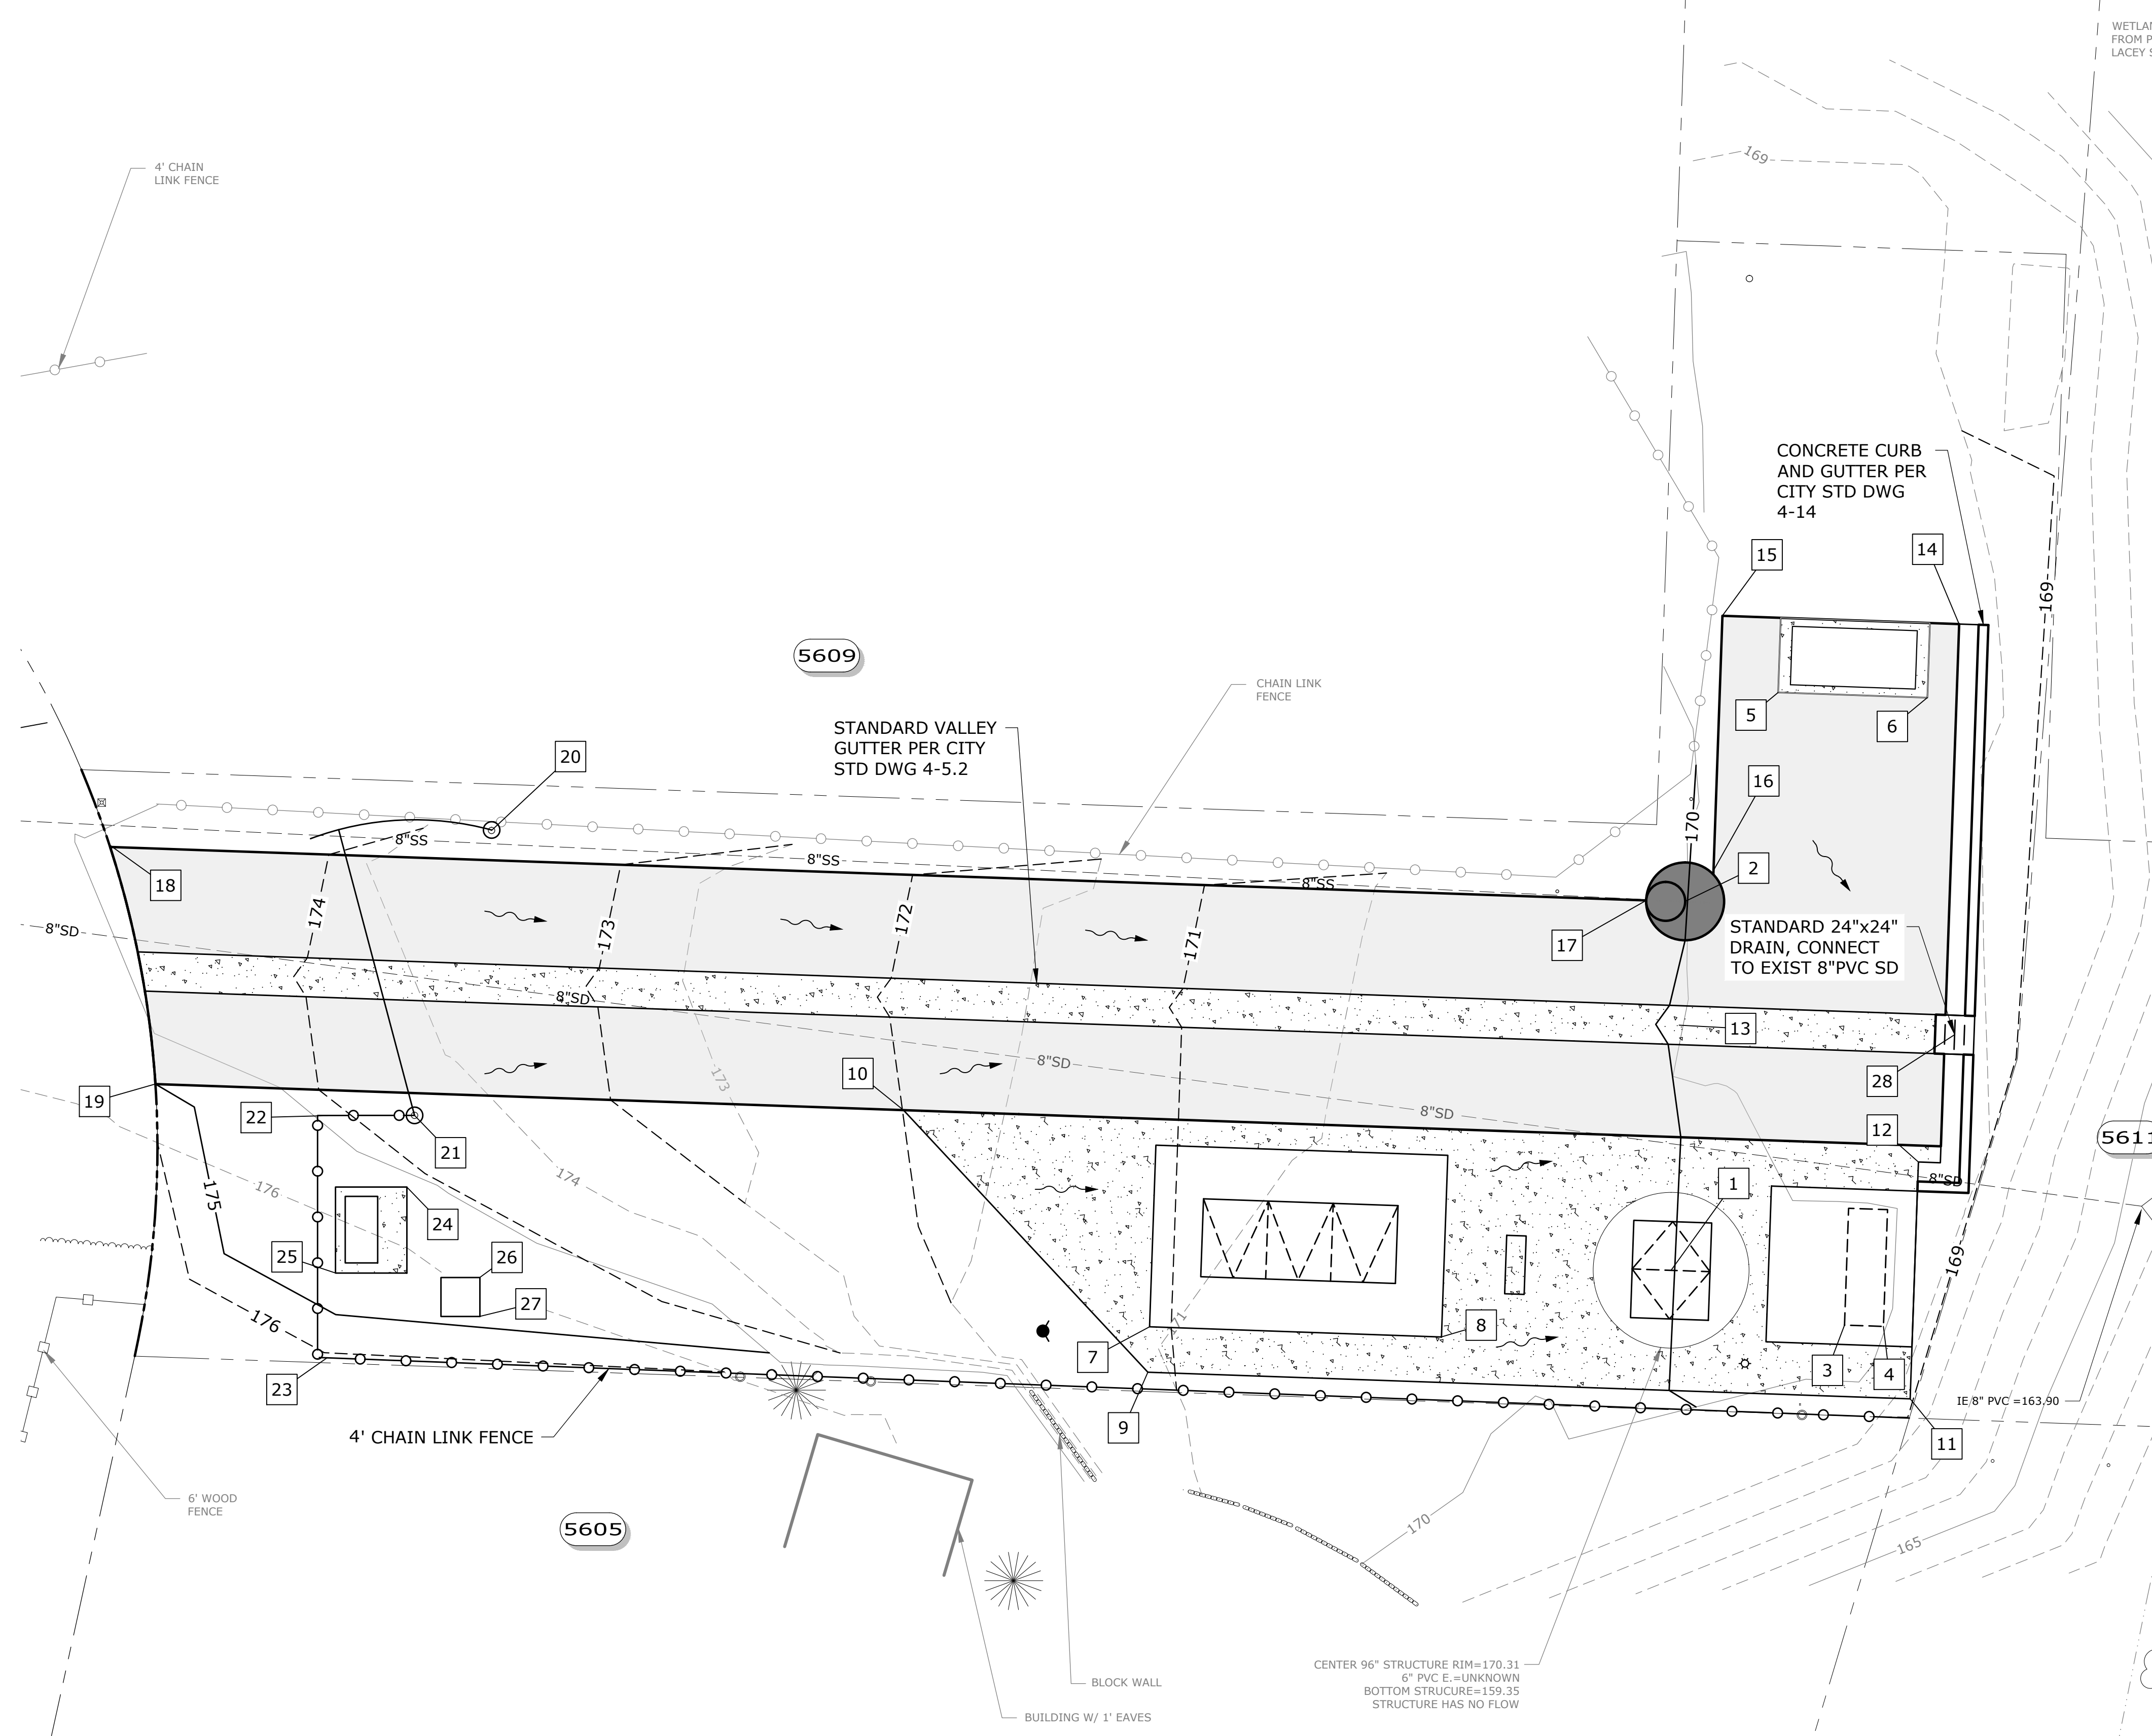 WETLAN
FROM P
LACEY S
4' CHAIN
LINK FENCE
169
CONCRETE CURB
AND GUTTER PER
CITY STD DWG
4-14
15
14
169
5609
CHAIN LINK
FENCE
5
6
STANDARD VALLEY
GUTTER PER CITY
STD DWG 4-5.2
20
16
170
8"SS
8"SS
8"SS
2
18
174
173
172
171
17
STANDARD 24"x24"
DRAIN, CONNECT
TO EXIST 8"PVC SD
8"SD
8"SD
13
8"SD
10
173
28
19
22
8"SD
12
5611
21
176
175
174
1
8"SD
24
25
26
169
27
176
171
8
7
3
4
23
9
IE 8" PVC =163.90
11
4' CHAIN LINK FENCE
6' WOOD
FENCE
5605
170
165
CENTER 96" STRUCTURE RIM=170.31
6" PVC E.=UNKNOWN
BOTTOM STRUCURE=159.35
STRUCTURE HAS NO FLOW
BLOCK WALL
BUILDING W/ 1' EAVES